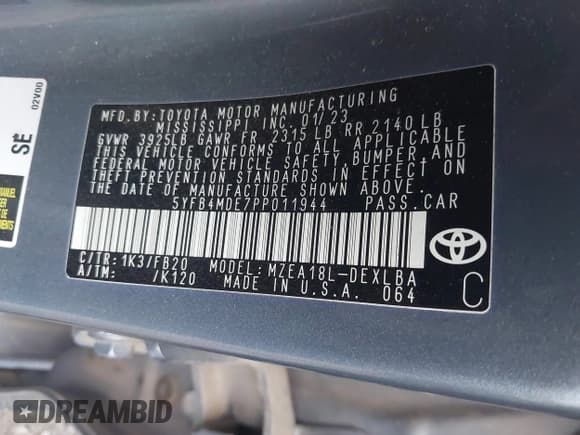 MFD. BY: TOYOTA MOTOR MANUFACTURING
MISSISSIPPI, INC. 01/23
GVWR 3925LB GAWR FR 2315 LB RR 2140 LB
THIS VEHICLE CONFORMS TO ALL APPLICABLE
FEDERAL MOTOR VEHICLE SAFETY, BUMPER, AND
THEFT PREVENTION STANDARDS IN EFFECT ON
THE DATE OF MANUFACTURE SHOWN ABOVE.
5YFB4MDE7PP011944 PASS.CAR
C/TR: 1K3/FB20 MODEL: MZEA18L-DEXLBA
A/TM: /K120 MADE IN U.S.A. 064
C
SE
02V00
DREAMBID